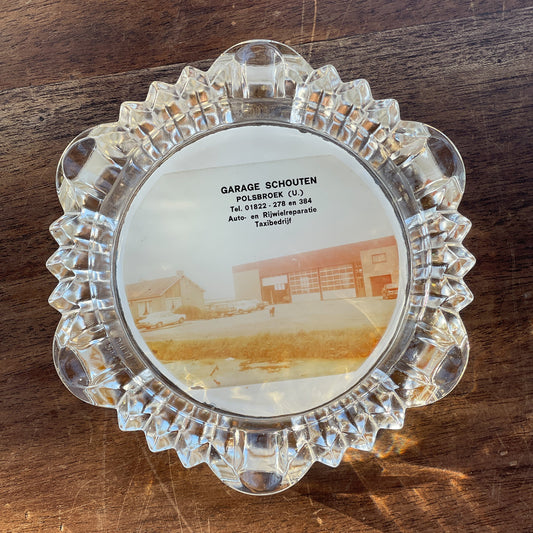 GARAGE SCHOUTEN
POLSBROEK (U.)
Tel. 01822 - 278 en 384
Auto- en Rijwielreparatie
Taxibedrijf